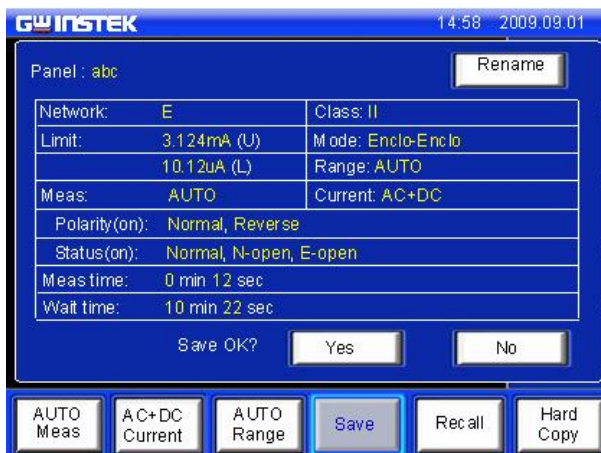 GWINSTEK 14:58 2009.09.01
Panel : abc Rename
Network: E Class: II
Limit: 3.124mA (U) Mode: Enclo-Enclo
10.12uA (L) Range: AUTO
Meas: AUTO Current: AC+DC
Polarity(on): Normal, Reverse
Status(on): Normal, N-open, E-open
Meas time: 0 min 12 sec
Wait time: 10 min 22 sec
Save OK? Yes No
AUTO Meas
AC+DC Current
AUTO Range
Save
Recall
Hard Copy